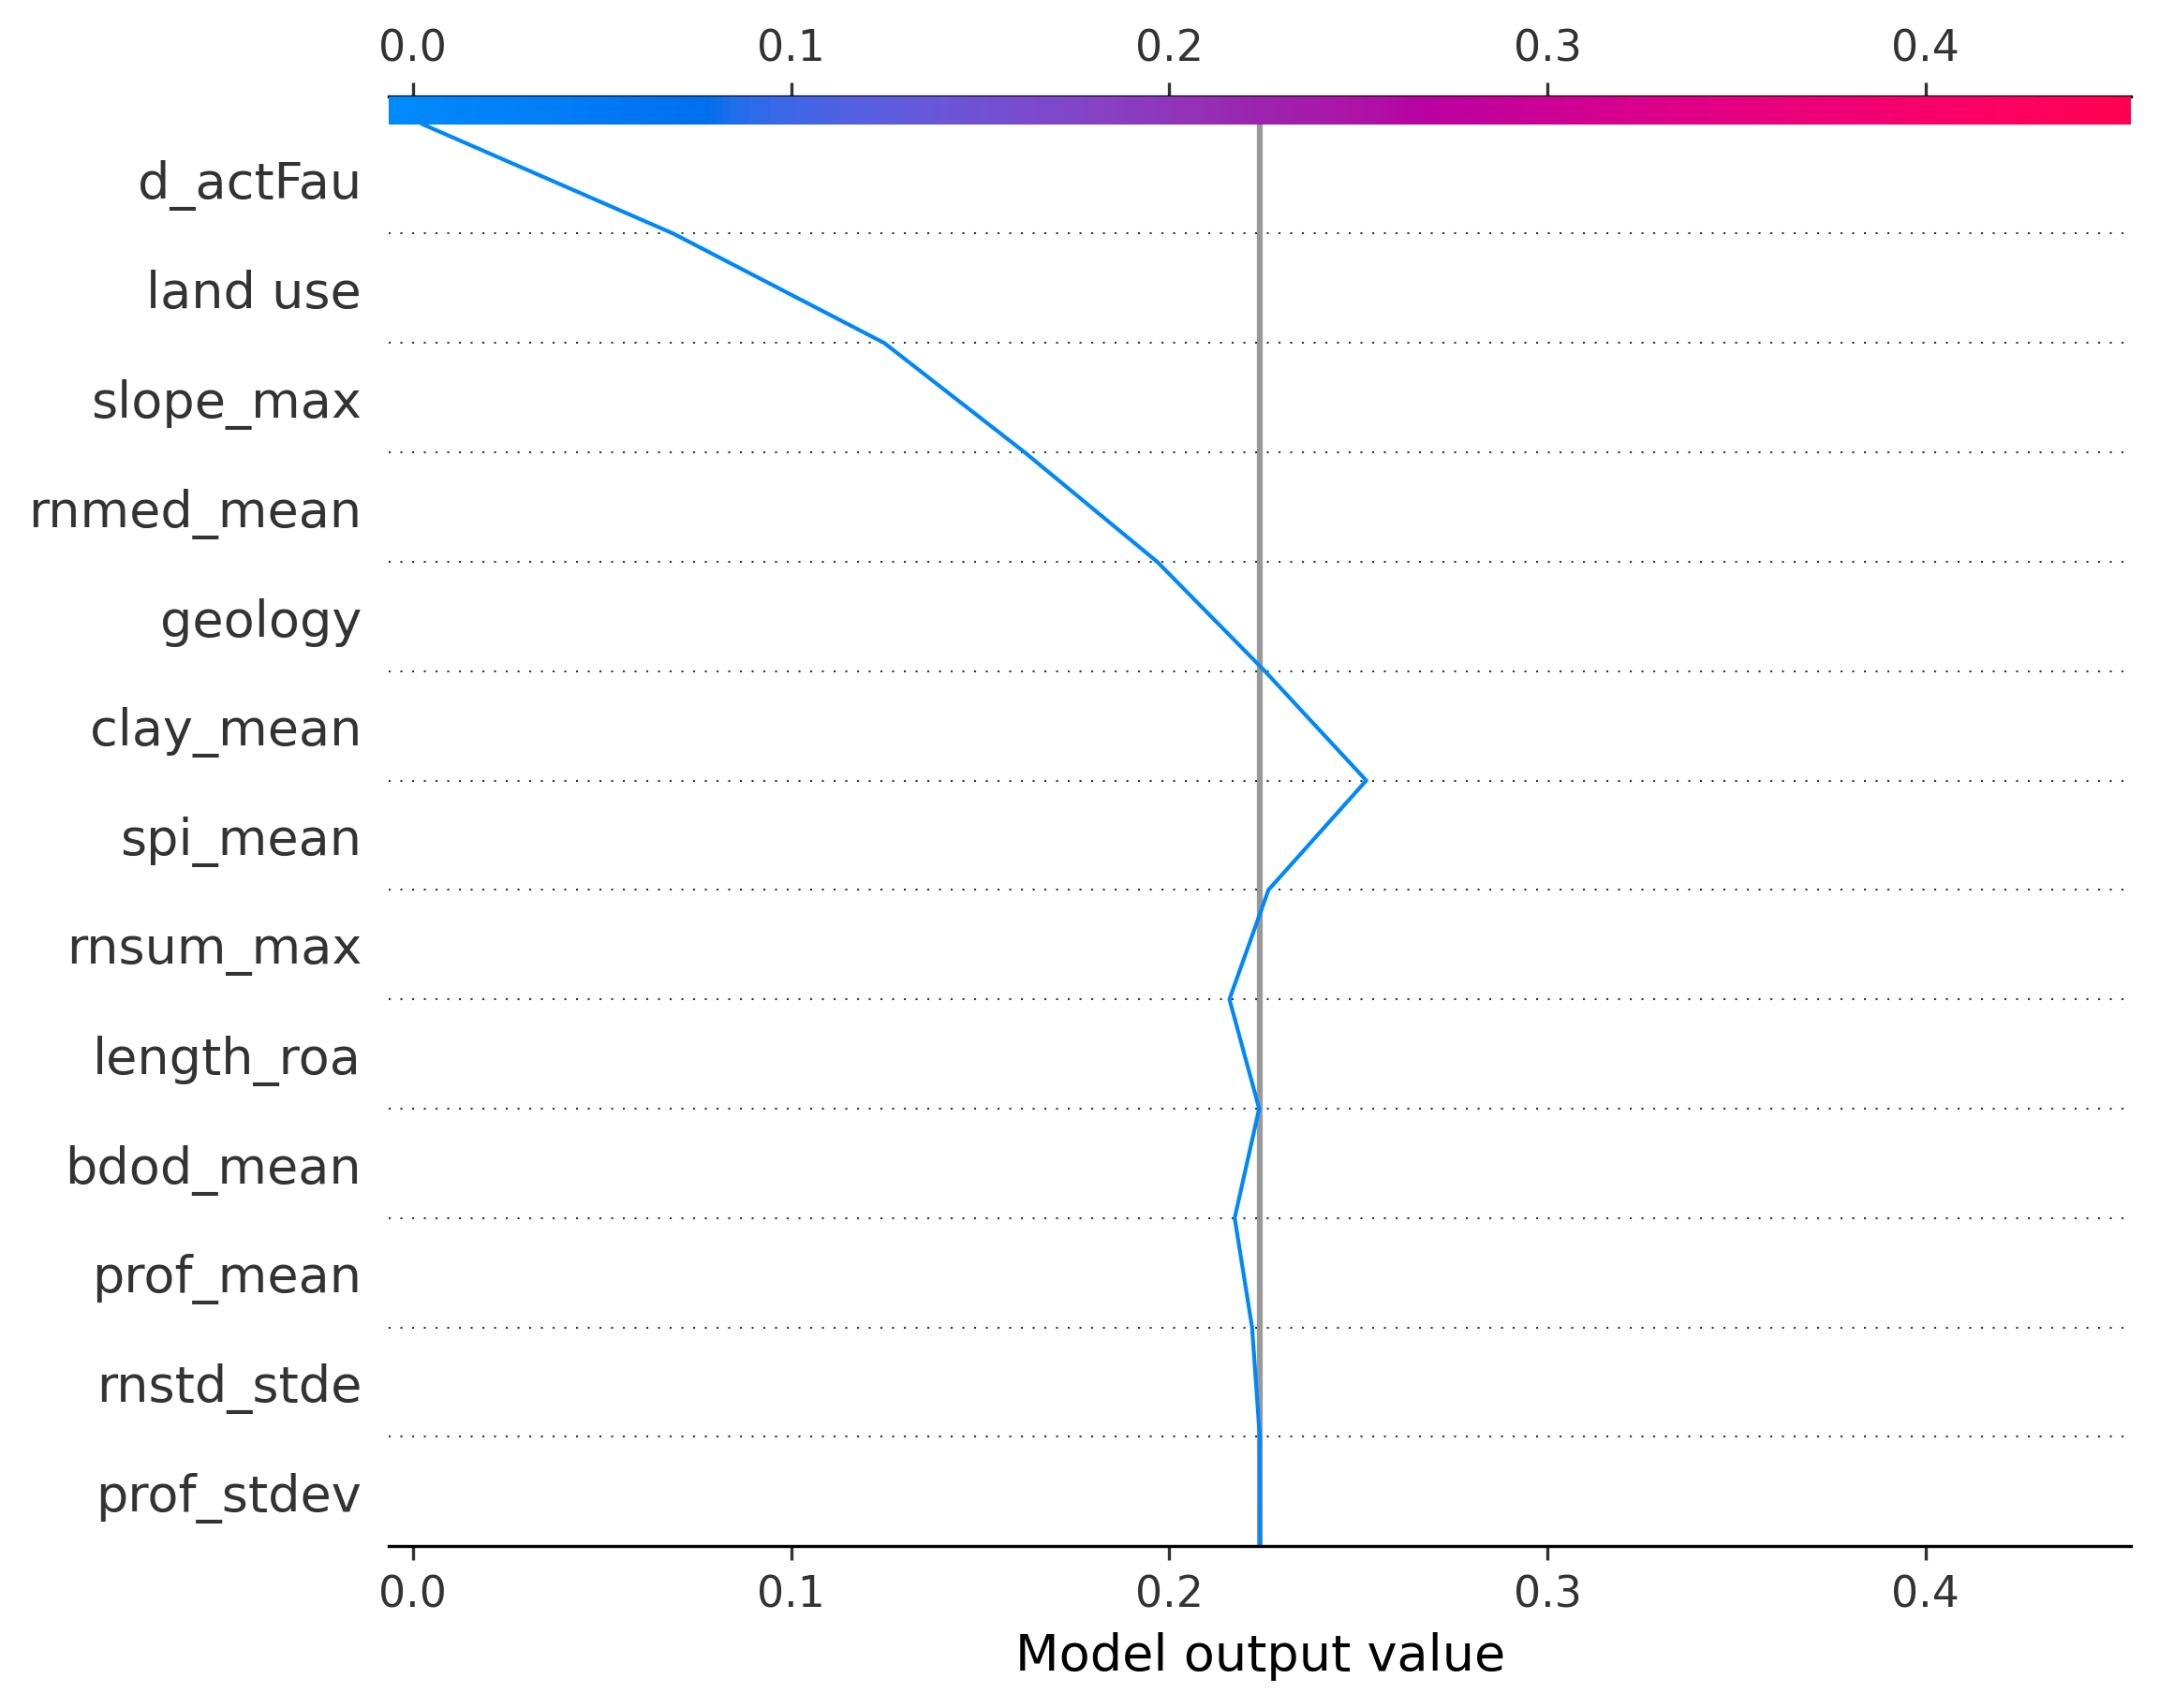 0.0 0.1 0.2 0.3 0.4
d_actFau
land use
slope_max
rnmed_mean
geology
clay_mean
spi_mean
rnsum_max
length_roa
bdod_mean
prof_mean
rnstd_stde
prof_stdev
0.0 0.1 0.2 0.3 0.4
Model output value